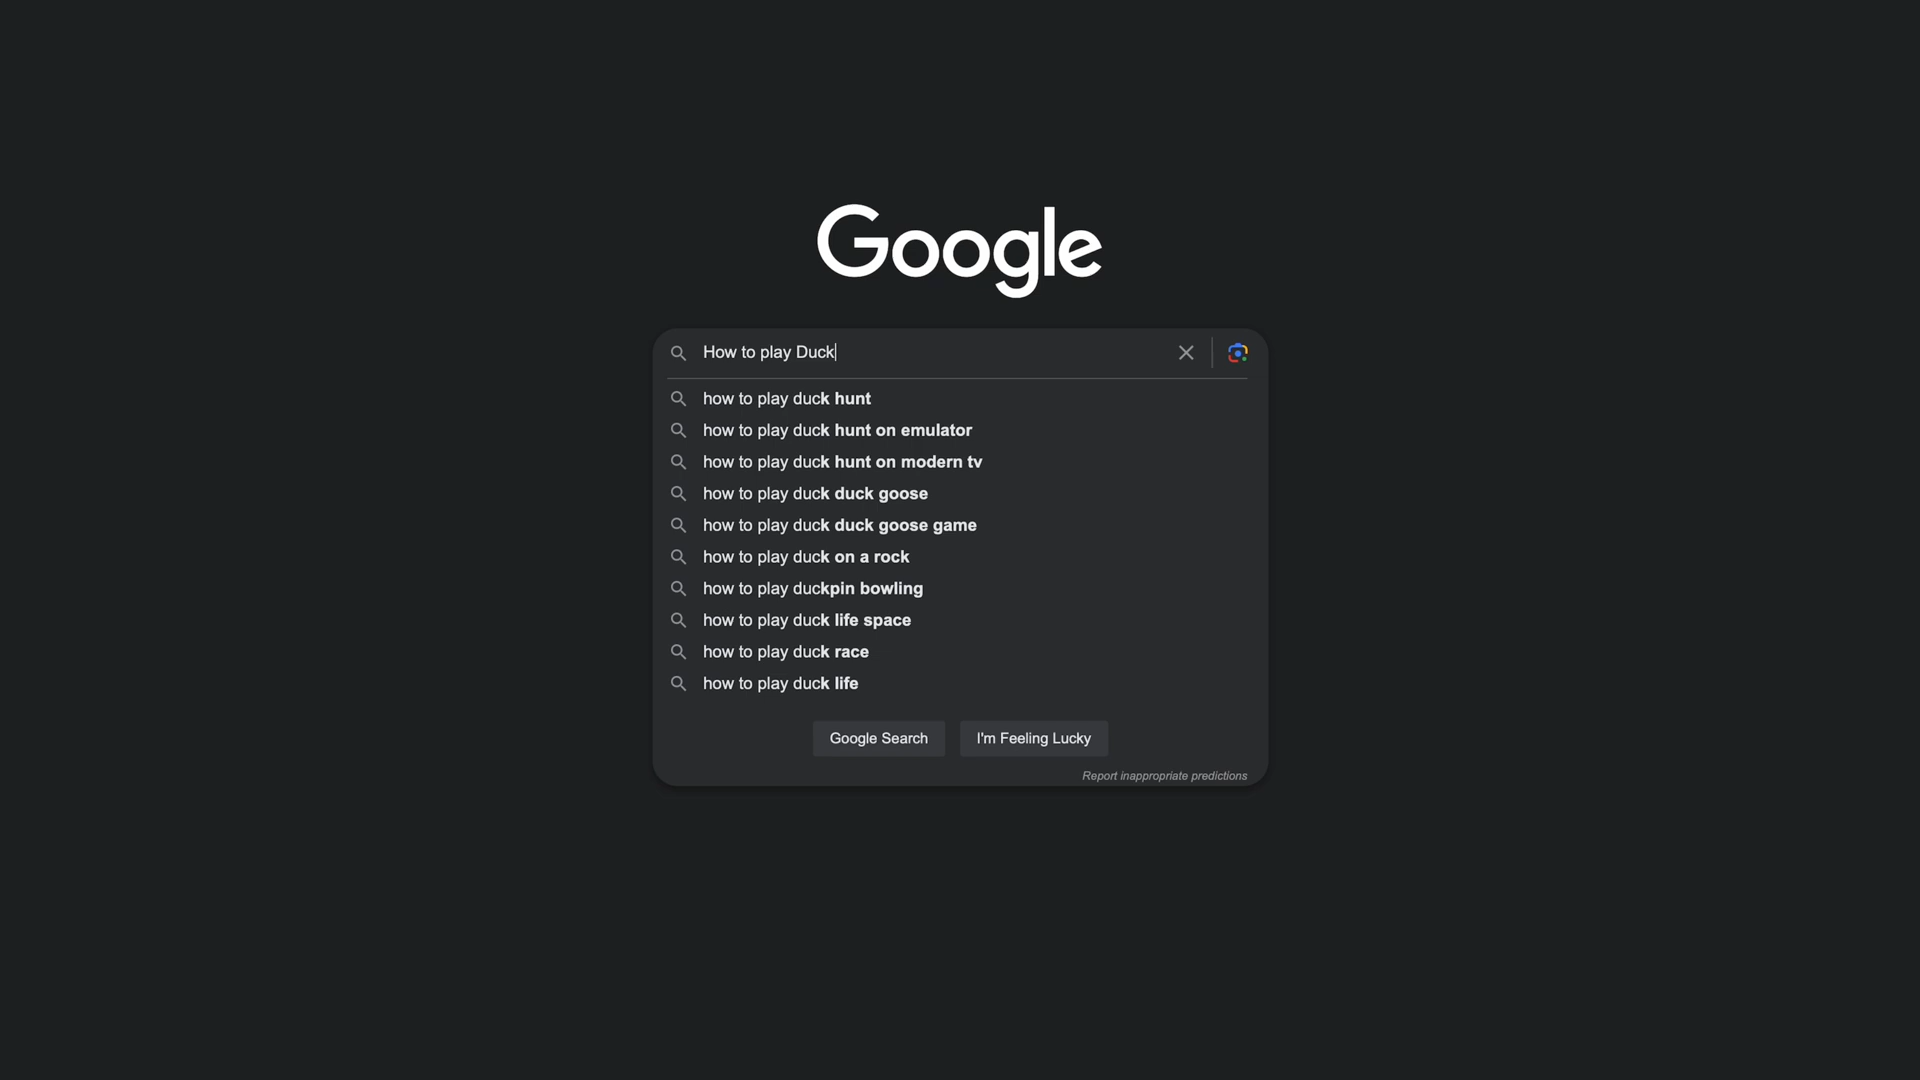 Google
How to play Duck
how to play duck hunt
how to play duck hunt on emulator
how to play duck hunt on modern tv
how to play duck duck goose
how to play duck duck goose game
how to play duck on a rock
how to play duckpin bowling
how to play duck life space
how to play duck race
how to play duck life
Google Search I'm Feeling Lucky
Report inappropriate predictions